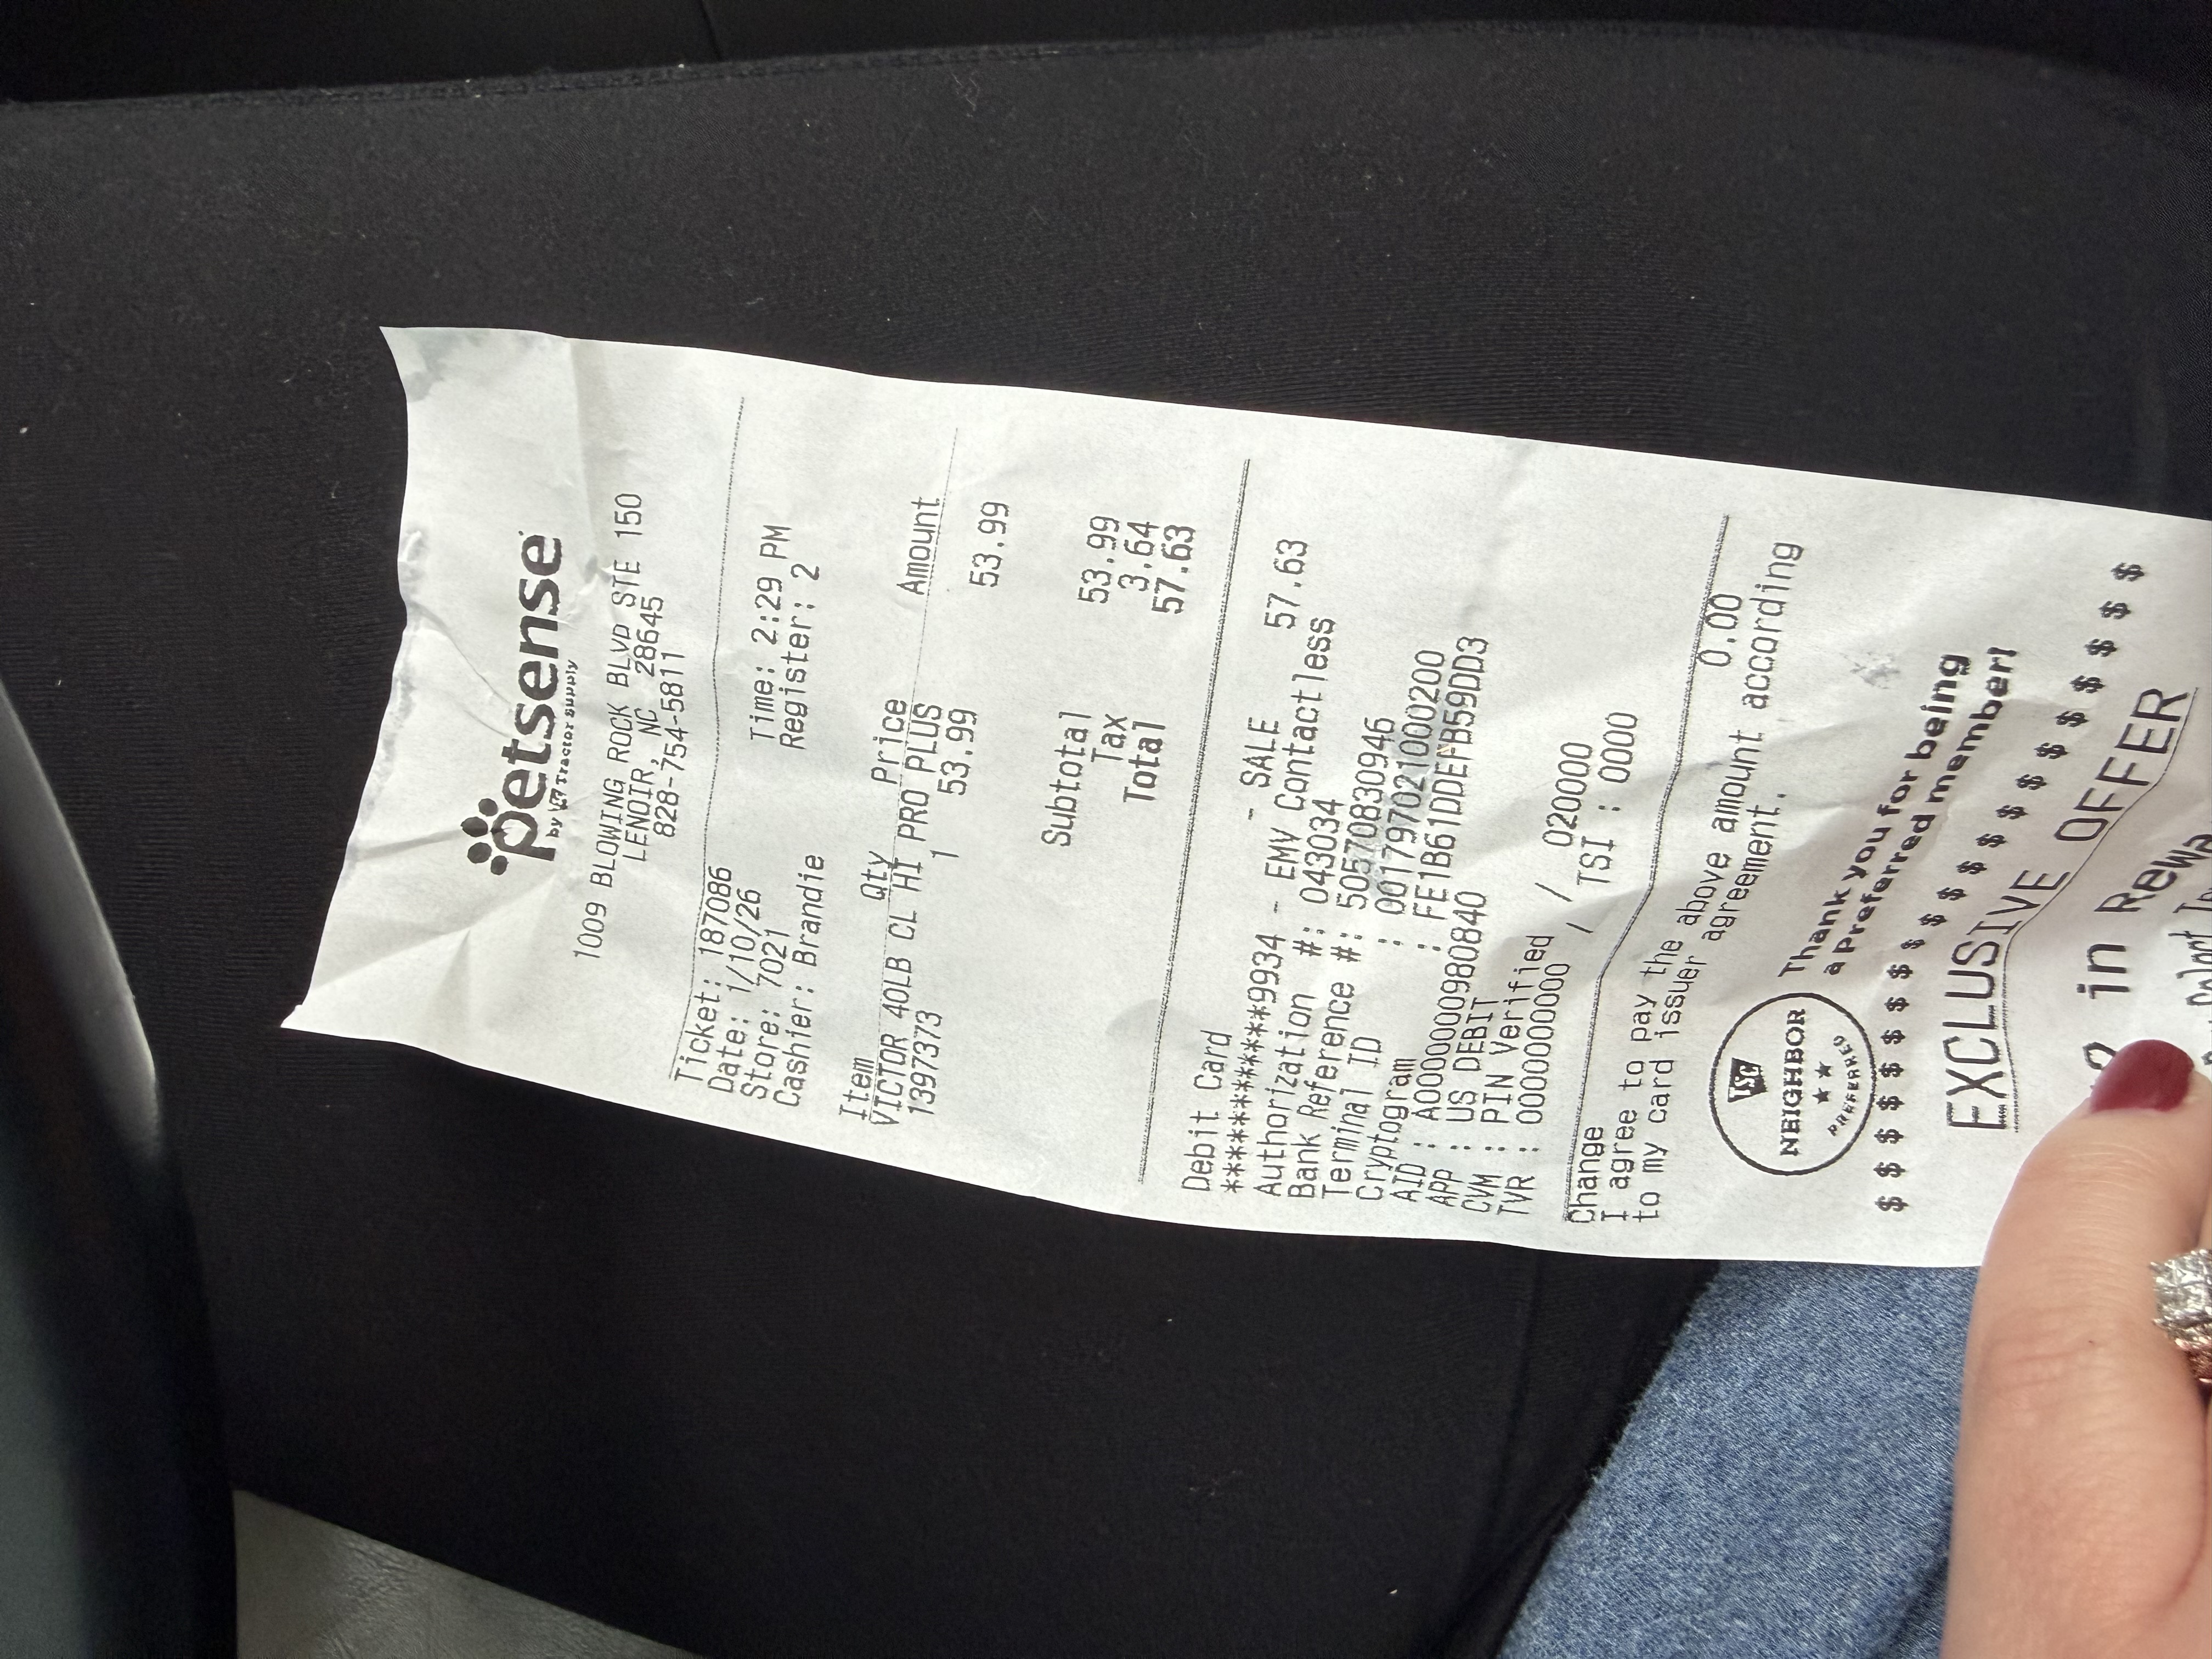 petsense
by Tractor Supply
1009 BLOWING ROCK BLVD STE 150
LENOIR, NC 28645
828-754-5811
Ticket: 187086
Date: 1/10/26 Time: 2:29 PM
Store: 7021 Register: 2
Cashier: Brandie
Item Qty Price Amount
VICTOR 40LB CL HI PRO PLUS
1397373 1 53.99 53.99
Subtotal 53.99
Tax 3.64
Total 57.63
Debit Card 57.63
************9934 - EMV Contactless - SALE
Authorization #: 043034
Bank Reference #: 505708830946
Terminal ID : 001797021000200
Cryptogram : FE1B61DDEFB59DD3
AID : A0000000980840
APP : US DEBIT
CVM : PIN Verified
TVR : 0000000000 / / 020000
TSI : 0000
Change 0.00
I agree to pay the above amount according
to my card issuer agreement.
TSC
NEIGHBOR
PREFERRED
Thank you for being
a Preferred member!
$ $ $ $ $ $ $ $ $ $ $ $ $ $ $ $ $ $
EXCLUSIVE OFFER
in